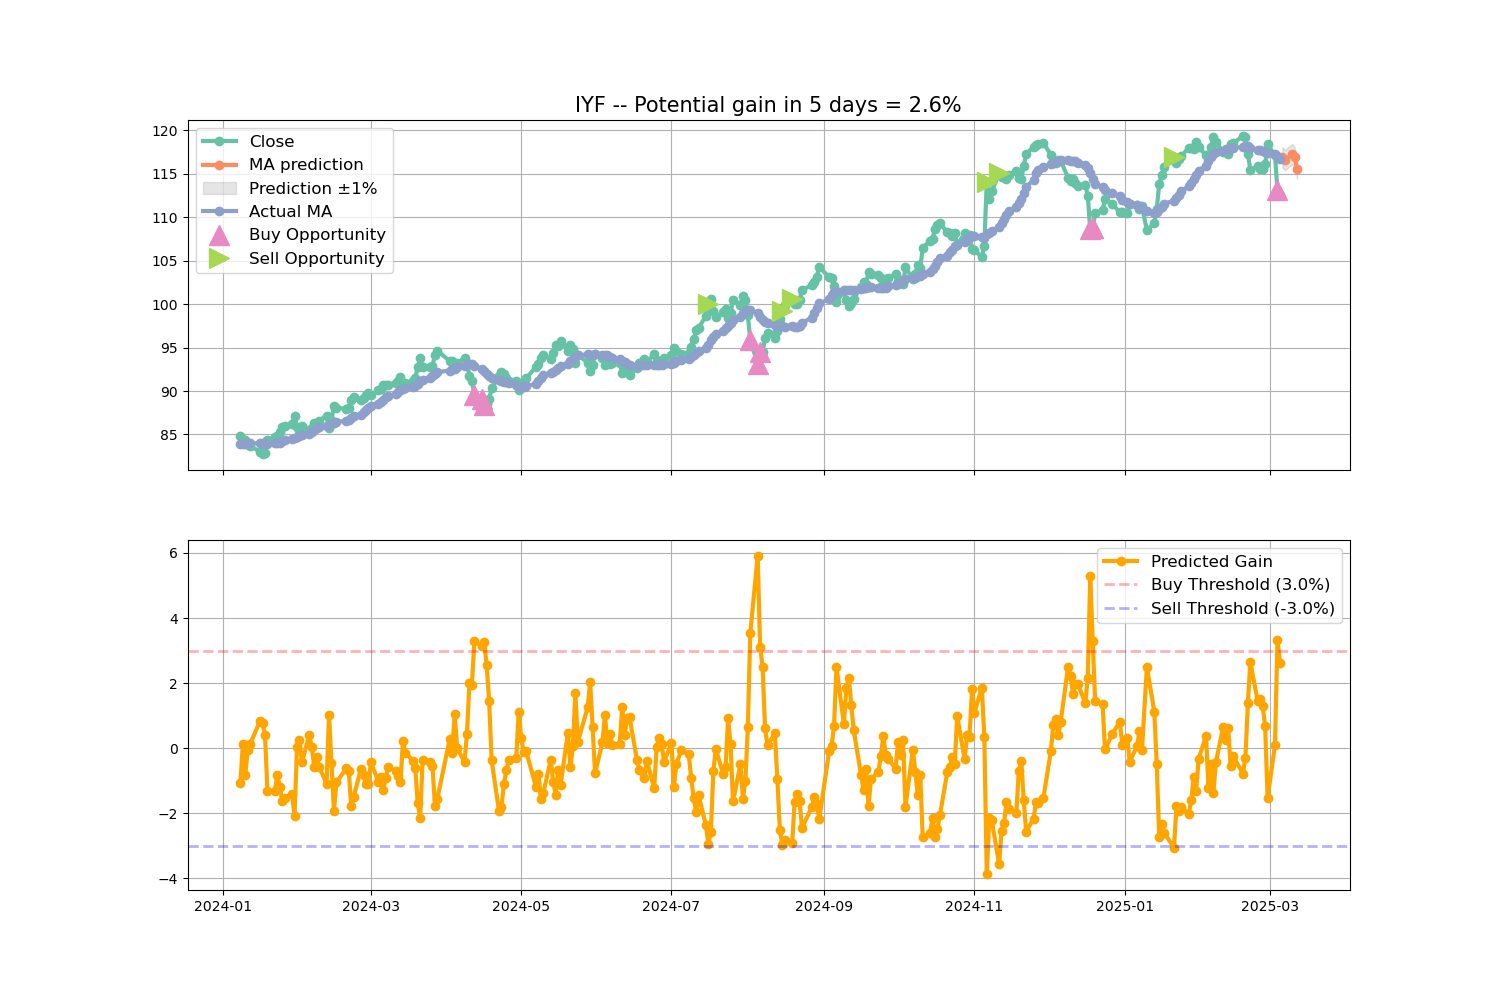 IYF -- Potential gain in 5 days = 2.6%
120
115
110
105
100
95
90
85
Close
MA prediction
Prediction ±1%
Actual MA
Buy Opportunity
Sell Opportunity
6
4
2
0
−2
−4
Predicted Gain
Buy Threshold (3.0%)
Sell Threshold (-3.0%)
2024-01 2024-03 2024-05 2024-07 2024-09 2024-11 2025-01 2025-03